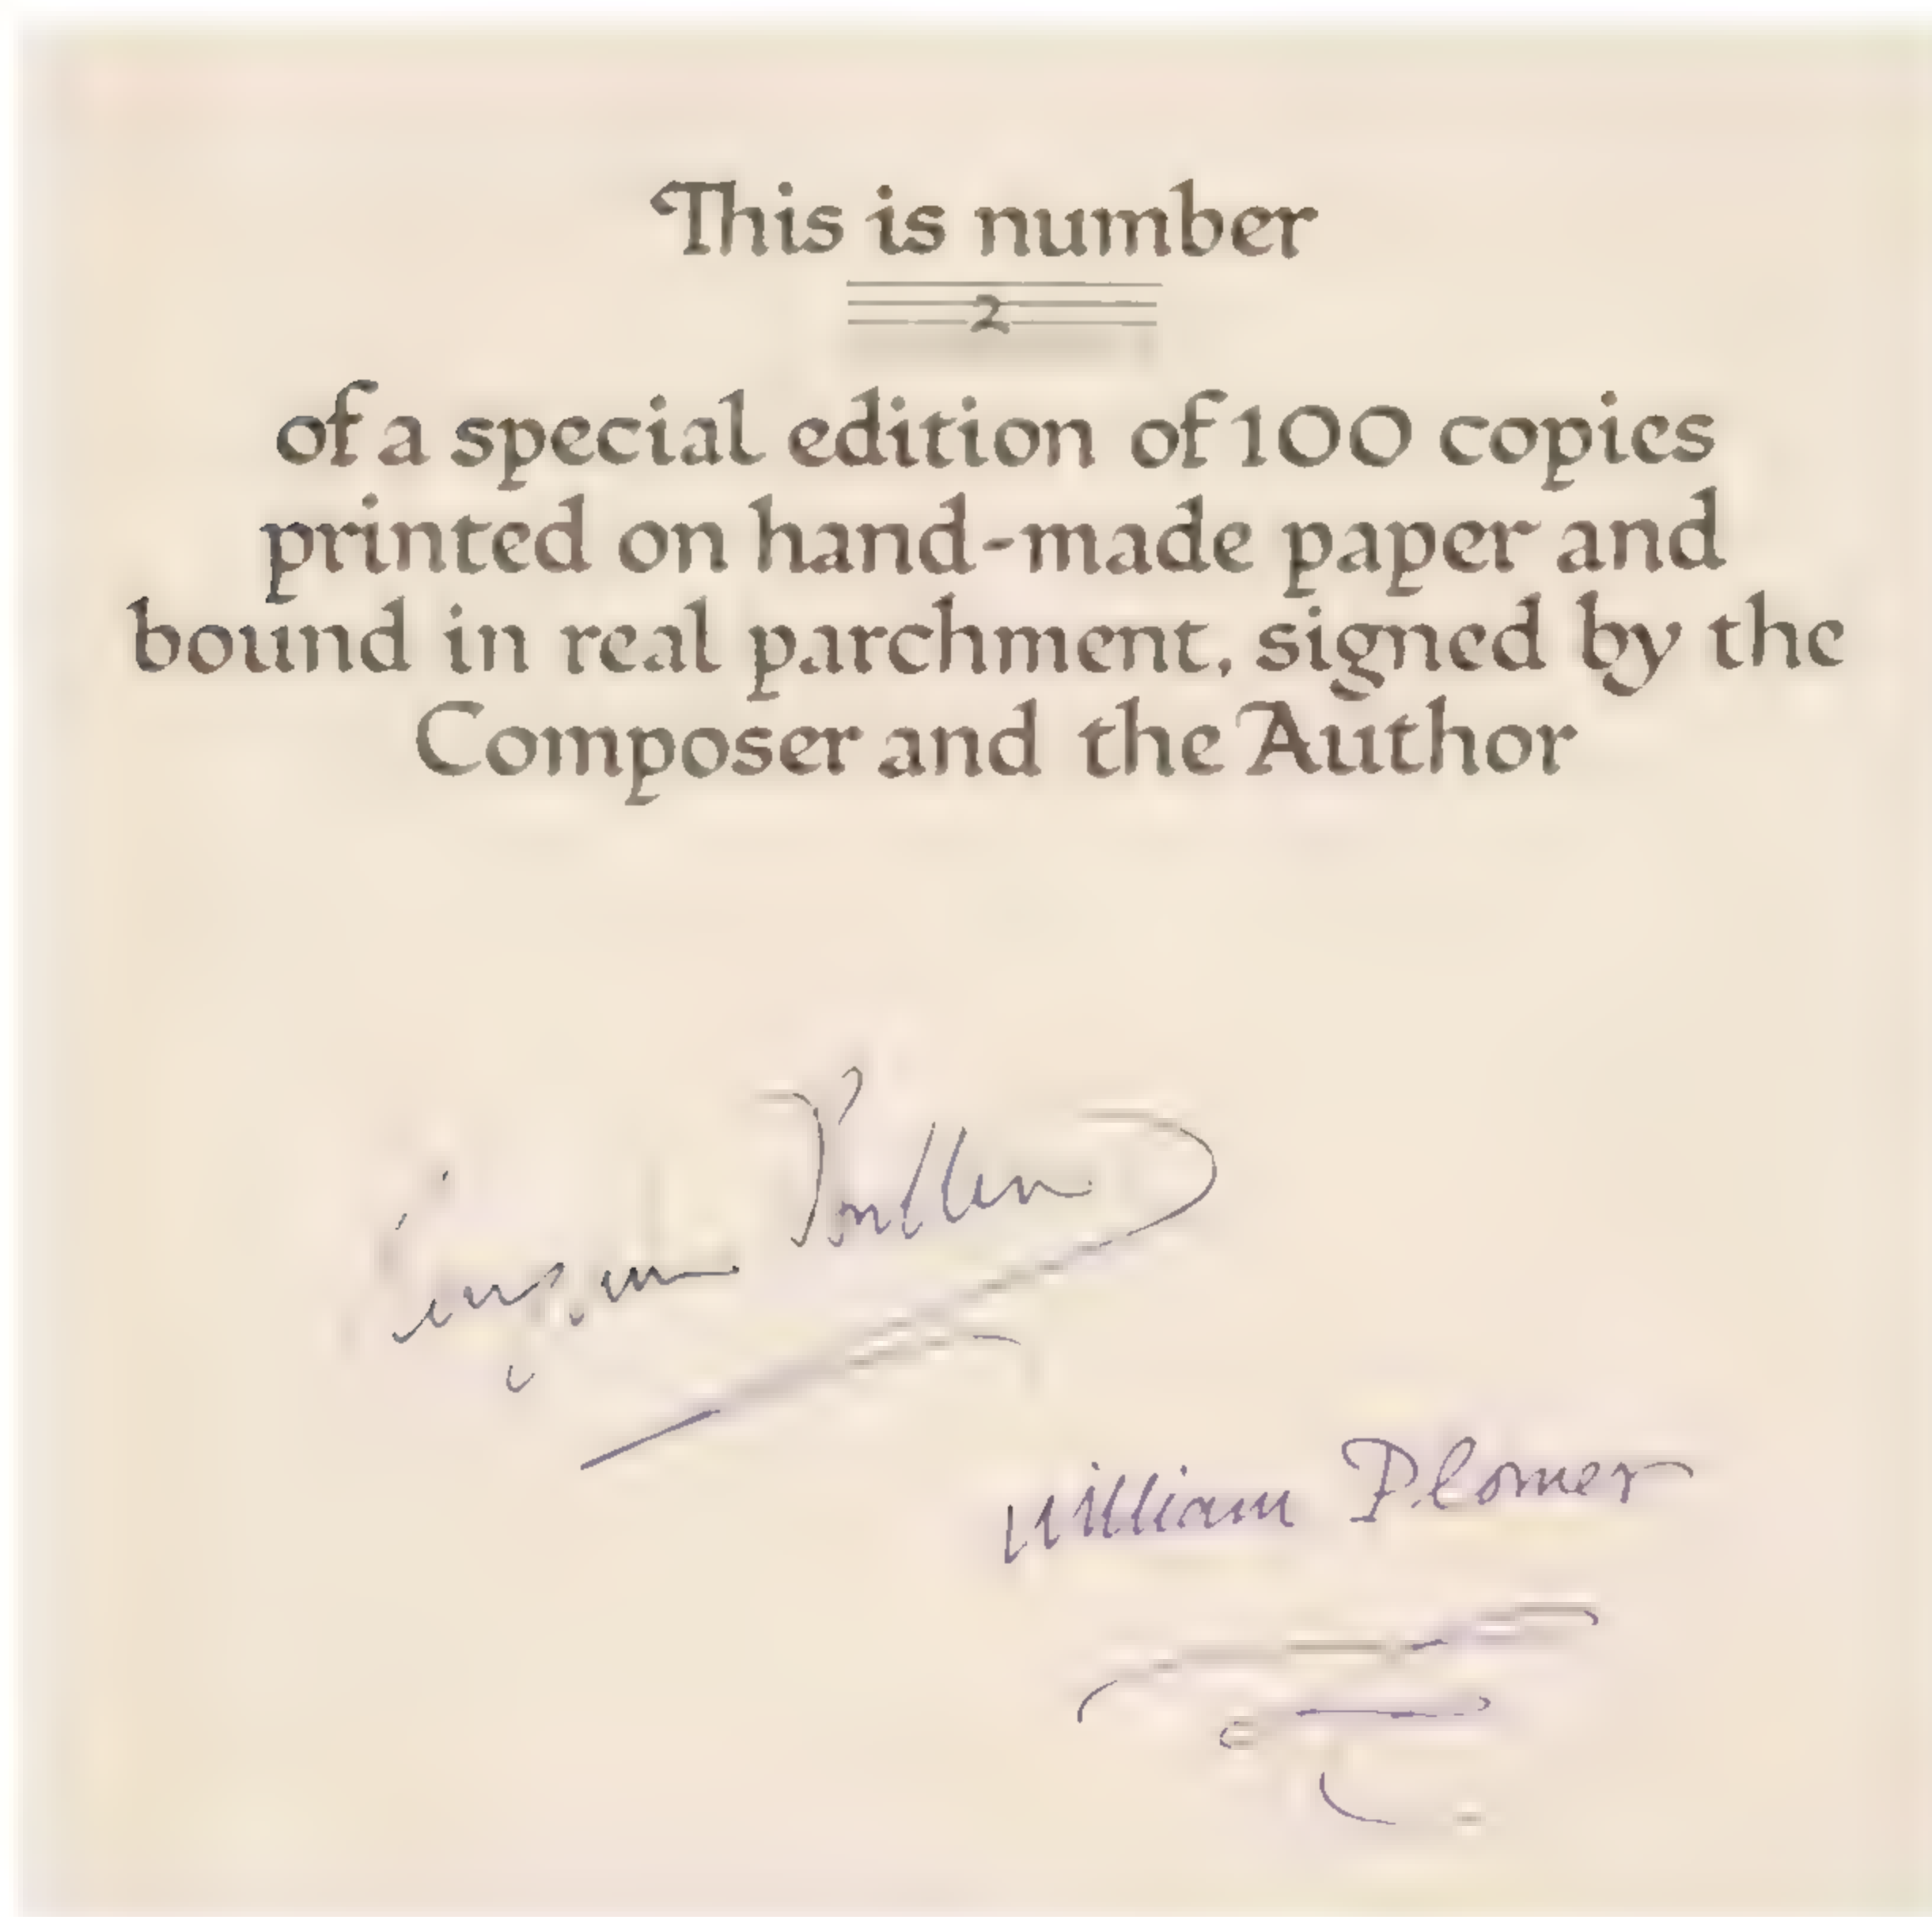 This is number
2
of a special edition of 100 copies
printed on hand-made paper and
bound in real parchment, signed by the
Composer and the Author
William Plomer